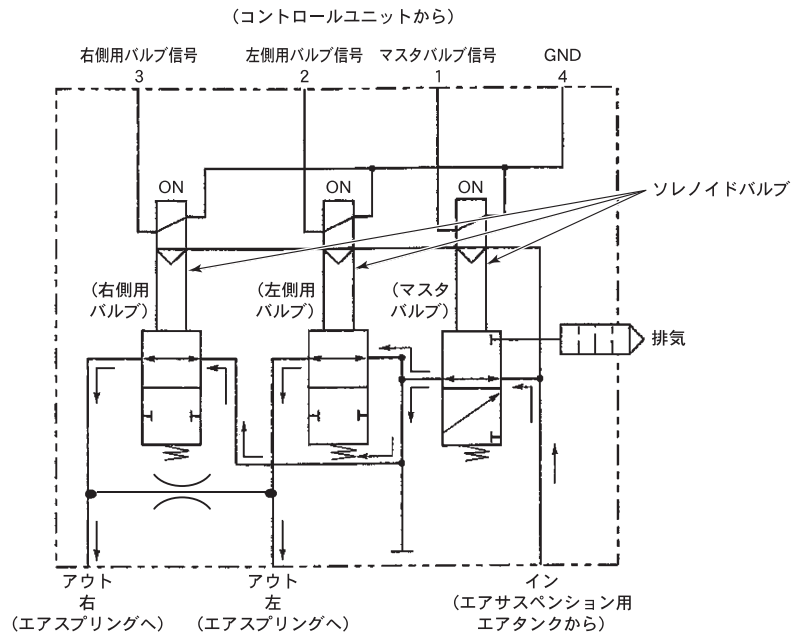 （コントロールユニットから）
右側用バルブ信号
3
左側用バルブ信号
2
マスタバルブ信号
1
GND
4
ON
ON
ON
ソレノイドバルブ
（右側用
バルブ）
（左側用
バルブ）
（マスタ
バルブ）
排気
アウト
右
（エアスプリングへ）
アウト
左
（エアスプリングへ）
イン
（エアサスペンション用
エアタンクから）